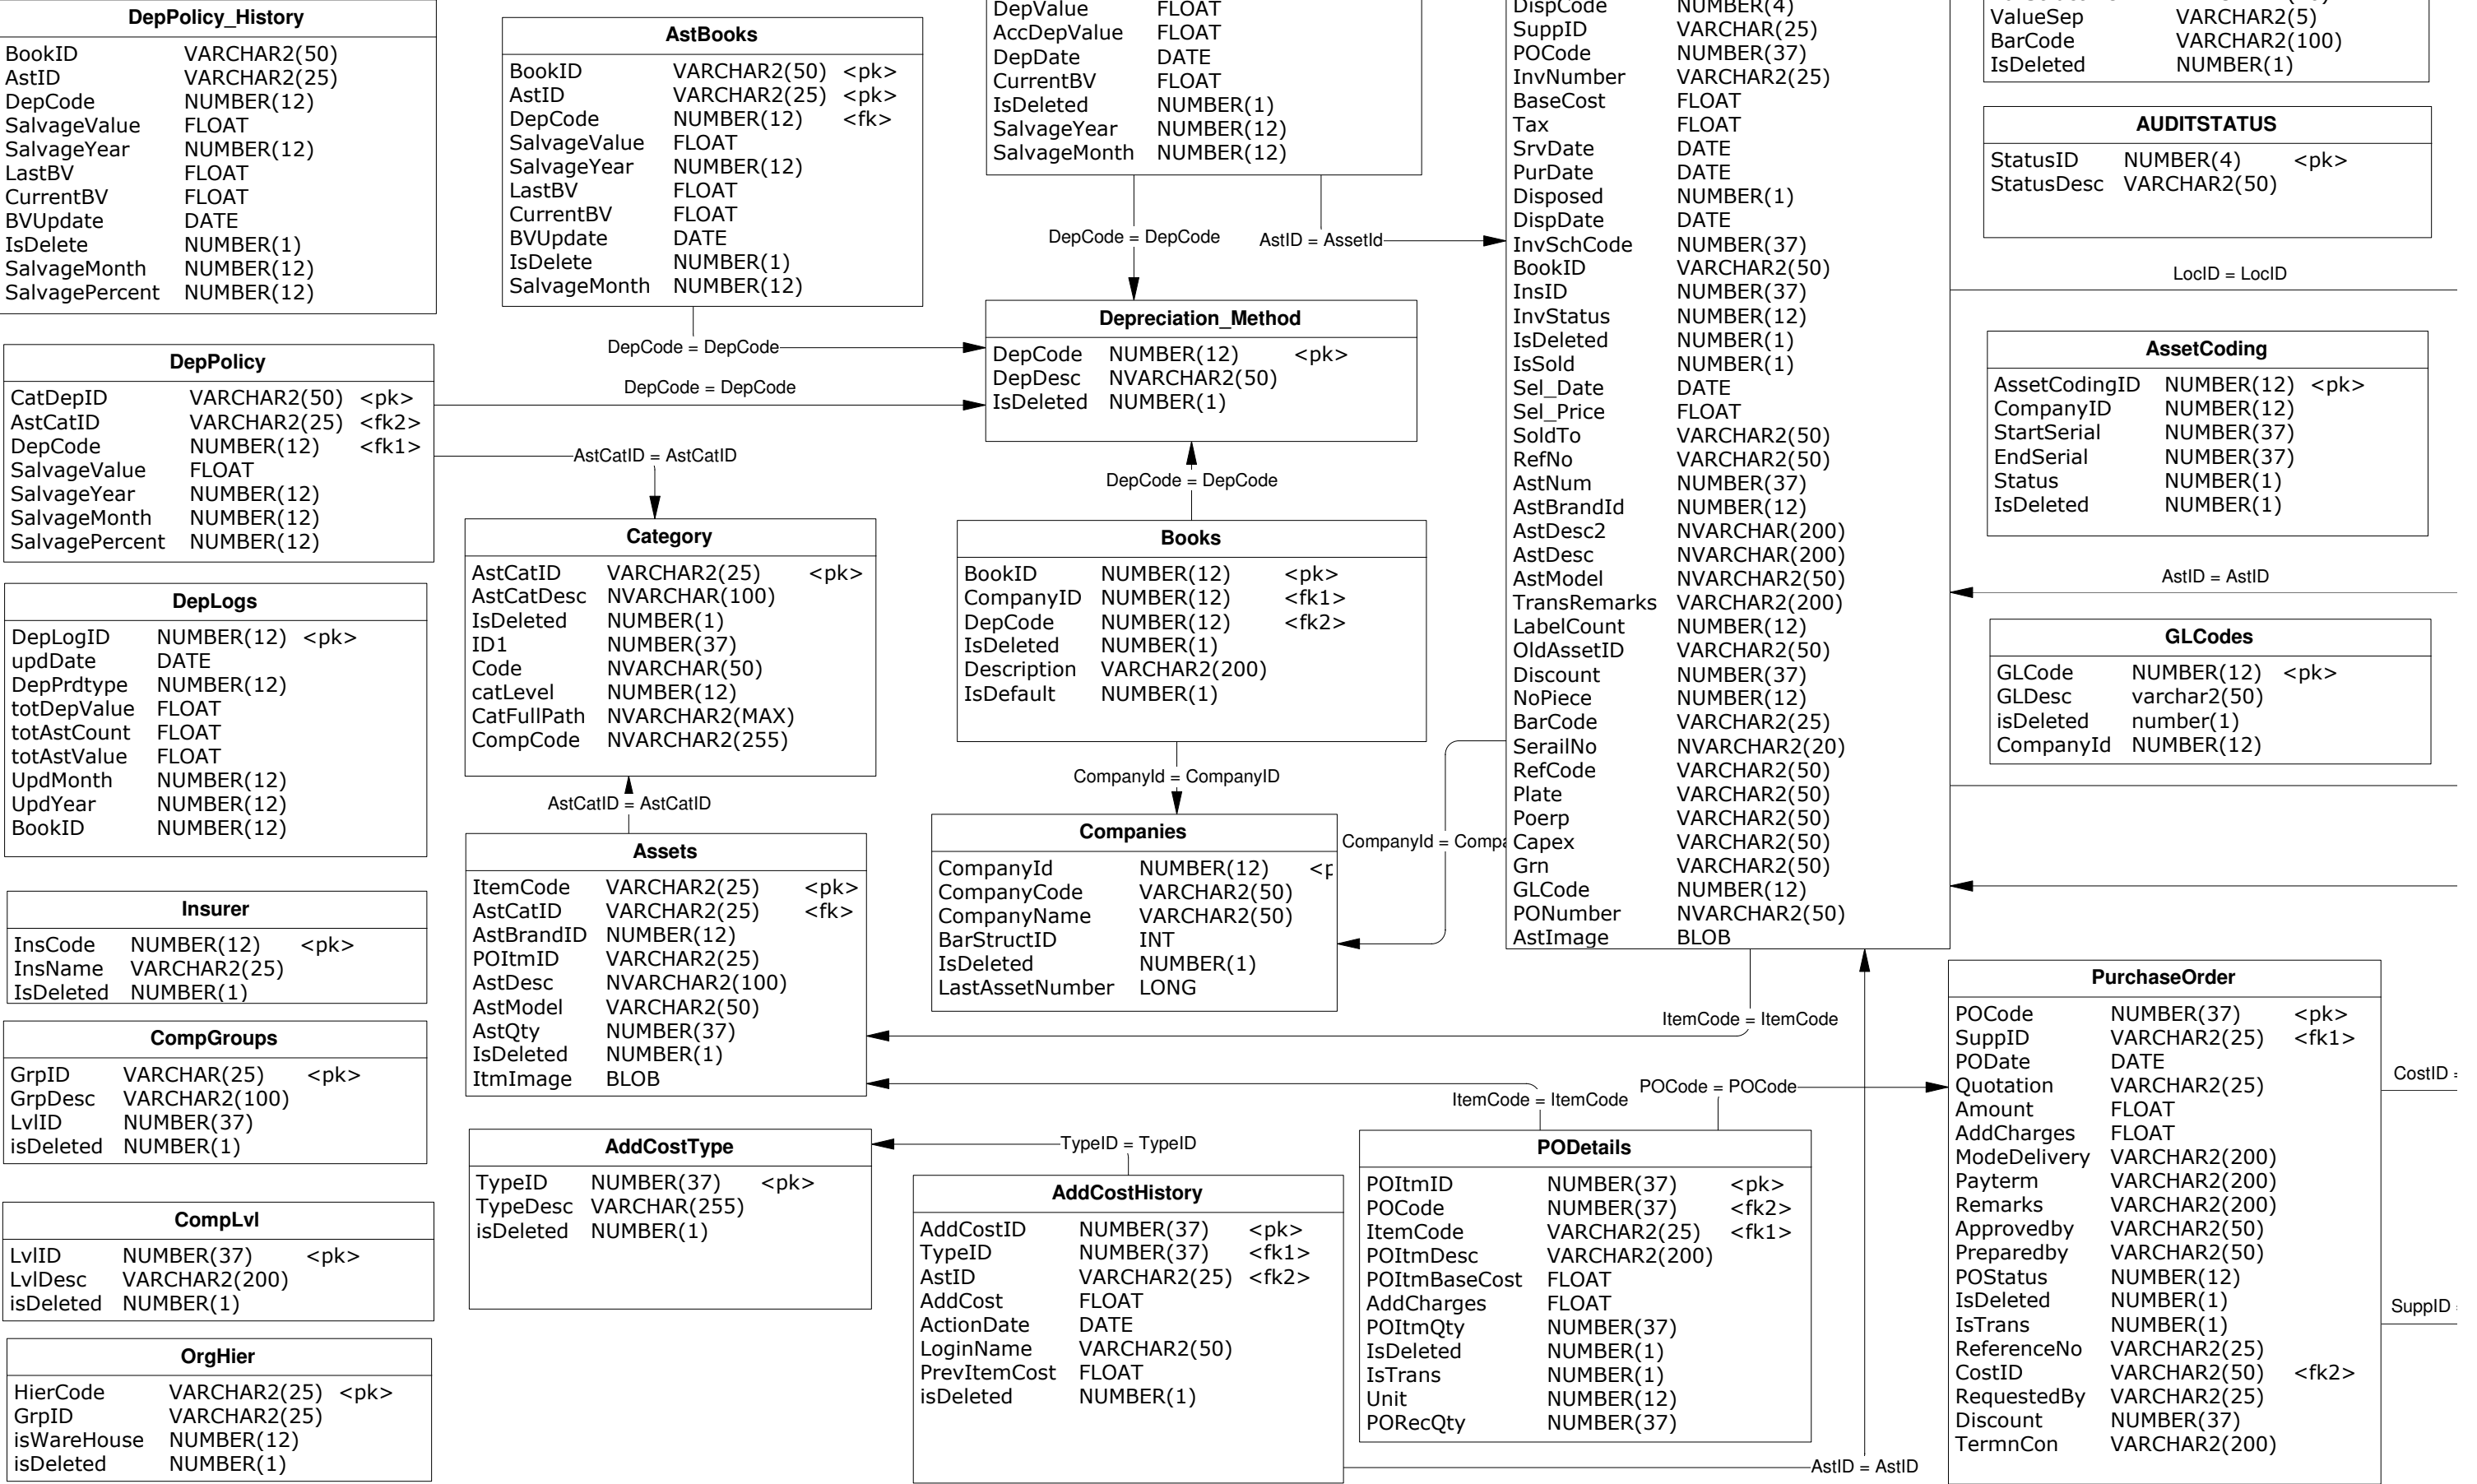 DepPolicy_History
BookID VARCHAR2(50)
AstID VARCHAR2(25)
DepCode NUMBER(12)
SalvageValue FLOAT
SalvageYear NUMBER(12)
LastBV FLOAT
CurrentBV FLOAT
BVUpdate DATE
IsDelete NUMBER(1)
SalvageMonth NUMBER(12)
SalvagePercent NUMBER(12)
DepPolicy
CatDepID VARCHAR2(50) <pk>
AstCatID VARCHAR2(25) <fk2>
DepCode NUMBER(12) <fk1>
SalvageValue FLOAT
SalvageYear NUMBER(12)
SalvageMonth NUMBER(12)
SalvagePercent NUMBER(12)
DepLogs
DepLogID NUMBER(12) <pk>
updDate DATE
DepPrdtype NUMBER(12)
totDepValue FLOAT
totAstCount FLOAT
totAstValue FLOAT
UpdMonth NUMBER(12)
UpdYear NUMBER(12)
BookID NUMBER(12)
Insurer
InsCode NUMBER(12) <pk>
InsName VARCHAR2(25)
IsDeleted NUMBER(1)
CompGroups
GrpID VARCHAR(25) <pk>
GrpDesc VARCHAR2(100)
LvlID NUMBER(37)
isDeleted NUMBER(1)
CompLvl
LvlID NUMBER(37) <pk>
LvlDesc VARCHAR2(200)
isDeleted NUMBER(1)
OrgHier
HierCode VARCHAR2(25) <pk>
GrpID VARCHAR2(25)
isWareHouse NUMBER(12)
isDeleted NUMBER(1)
AstBooks
BookID VARCHAR2(50) <pk>
AstID VARCHAR2(25) <pk>
DepCode NUMBER(12) <fk>
SalvageValue FLOAT
SalvageYear NUMBER(12)
LastBV FLOAT
CurrentBV FLOAT
BVUpdate DATE
IsDelete NUMBER(1)
SalvageMonth NUMBER(12)
DepCode = DepCode
DepCode = DepCode
AstCatID = AstCatID
Category
AstCatID VARCHAR2(25) <pk>
AstCatDesc NVARCHAR(100)
IsDeleted NUMBER(1)
ID1 NUMBER(37)
Code NVARCHAR(50)
catLevel NUMBER(12)
CatFullPath NVARCHAR2(MAX)
CompCode NVARCHAR2(255)
AstCatID = AstCatID
Assets
ItemCode VARCHAR2(25) <pk>
AstCatID VARCHAR2(25) <fk>
AstBrandID NUMBER(12)
POItmID VARCHAR2(25)
AstDesc NVARCHAR2(100)
AstModel VARCHAR2(50)
AstQty NUMBER(37)
IsDeleted NUMBER(1)
ItmImage BLOB
AddCostType
TypeID NUMBER(37) <pk>
TypeDesc VARCHAR(255)
isDeleted NUMBER(1)
DepValue FLOAT
AccDepValue FLOAT
DepDate DATE
CurrentBV FLOAT
IsDeleted NUMBER(1)
SalvageYear NUMBER(12)
SalvageMonth NUMBER(12)
DepCode = DepCode
AstID = AssetId
Depreciation_Method
DepCode NUMBER(12) <pk>
DepDesc NVARCHAR2(50)
IsDeleted NUMBER(1)
DepCode = DepCode
Books
BookID NUMBER(12) <pk>
CompanyID NUMBER(12) <fk1>
DepCode NUMBER(12) <fk2>
IsDeleted NUMBER(1)
Description VARCHAR2(200)
IsDefault NUMBER(1)
CompanyId = CompanyID
Companies
CompanyId NUMBER(12) <p
CompanyCode VARCHAR2(50)
CompanyName VARCHAR2(50)
BarStructID INT
IsDeleted NUMBER(1)
LastAssetNumber LONG
CompanyId = Compa
TypeID = TypeID
AddCostHistory
AddCostID NUMBER(37) <pk>
TypeID NUMBER(37) <fk1>
AstID VARCHAR2(25) <fk2>
AddCost FLOAT
ActionDate DATE
LoginName VARCHAR2(50)
PrevItemCost FLOAT
isDeleted NUMBER(1)
DispCode NUMBER(4)
SuppID VARCHAR(25)
POCode NUMBER(37)
InvNumber VARCHAR2(25)
BaseCost FLOAT
Tax FLOAT
SrvDate DATE
PurDate DATE
Disposed NUMBER(1)
DispDate DATE
InvSchCode NUMBER(37)
BookID VARCHAR2(50)
InsID NUMBER(37)
InvStatus NUMBER(12)
IsDeleted NUMBER(1)
IsSold NUMBER(1)
Sel_Date DATE
Sel_Price FLOAT
SoldTo VARCHAR2(50)
RefNo VARCHAR2(50)
AstNum NUMBER(37)
AstBrandId NUMBER(12)
AstDesc2 NVARCHAR(200)
AstDesc NVARCHAR(200)
AstModel NVARCHAR2(50)
TransRemarks VARCHAR2(200)
LabelCount NUMBER(12)
OldAssetID VARCHAR2(50)
Discount NUMBER(37)
NoPiece NUMBER(12)
BarCode VARCHAR2(25)
SerailNo NVARCHAR2(20)
RefCode VARCHAR2(50)
Plate VARCHAR2(50)
Poerp VARCHAR2(50)
Capex VARCHAR2(50)
Grn VARCHAR2(50)
GLCode NUMBER(12)
PONumber NVARCHAR2(50)
AstImage BLOB
ItemCode = ItemCode
POCode = POCode
ItemCode = ItemCode
PODetails
POItmID NUMBER(37) <pk>
POCode NUMBER(37) <fk2>
ItemCode VARCHAR2(25) <fk1>
POItmDesc VARCHAR2(200)
POItmBaseCost FLOAT
AddCharges FLOAT
POItmQty NUMBER(37)
IsDeleted NUMBER(1)
IsTrans NUMBER(1)
Unit NUMBER(12)
PORecQty NUMBER(37)
AstID = AstID
ValueSep VARCHAR2(5)
BarCode VARCHAR2(100)
IsDeleted NUMBER(1)
AUDITSTATUS
StatusID NUMBER(4) <pk>
StatusDesc VARCHAR2(50)
LocID = LocID
AssetCoding
AssetCodingID NUMBER(12) <pk>
CompanyID NUMBER(12)
StartSerial NUMBER(37)
EndSerial NUMBER(37)
Status NUMBER(1)
IsDeleted NUMBER(1)
AstID = AstID
GLCodes
GLCode NUMBER(12) <pk>
GLDesc varchar2(50)
isDeleted number(1)
CompanyId NUMBER(12)
PurchaseOrder
POCode NUMBER(37) <pk>
SuppID VARCHAR2(25) <fk1>
PODate DATE
Quotation VARCHAR2(25)
Amount FLOAT
AddCharges FLOAT
ModeDelivery VARCHAR2(200)
Payterm VARCHAR2(200)
Remarks VARCHAR2(200)
Approvedby VARCHAR2(50)
Preparedby VARCHAR2(50)
POStatus NUMBER(12)
IsDeleted NUMBER(1)
IsTrans NUMBER(1)
ReferenceNo VARCHAR2(25)
CostID VARCHAR2(50) <fk2>
RequestedBy VARCHAR2(25)
Discount NUMBER(37)
TermnCon VARCHAR2(200)
CostID =
SuppID